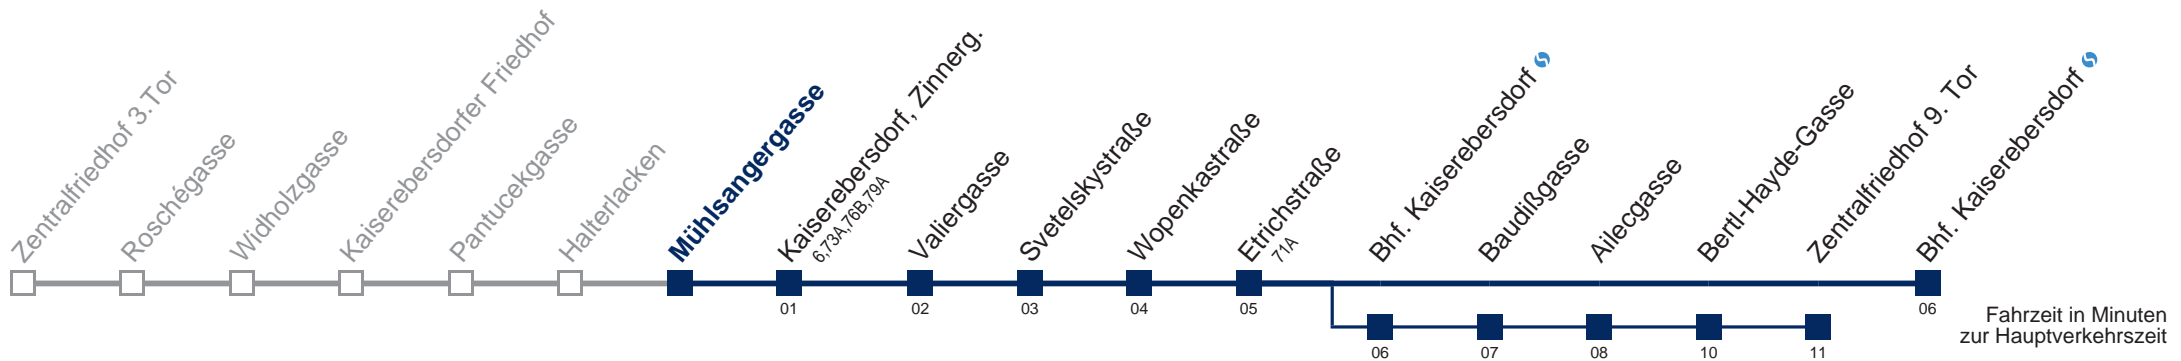 Zentralfriedhof 3.Tor
Roschégasse
Widholzgasse
Kaiserebersdorfer Friedhof
Pantucekgasse
Halterlacken
Mühlsangergasse
Kaiserebersdorf, Zinnerg.
6,73A,76B,79A
Valiergasse
Svetelskystraße
Wopenkastraße
Etrichstraße
71A
Bhf. Kaiserebersdorf
Baudißgasse
Ailecgasse
Bertl-Hayde-Gasse
Zentralfriedhof 9. Tor
Bhf. Kaiserebersdorf
01
02
03
04
05
06
06
07
08
10
11
Fahrzeit in Minuten
zur Hauptverkehrszeit